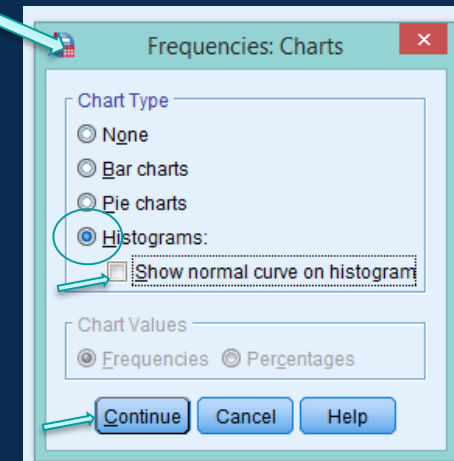 Frequencies: Charts
Chart Type
None
Bar charts
Pie charts
Histograms:
Show normal curve on histogram
Chart Values
Frequencies Percentages
Continue Cancel Help